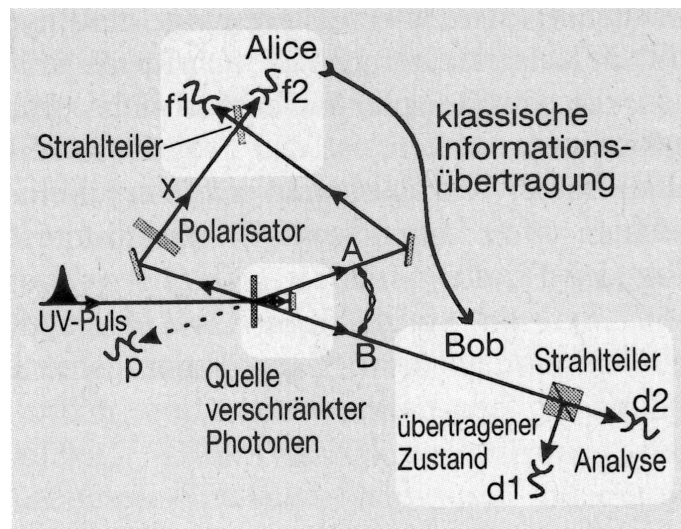 Alice
f1
f2
Strahlteiler
klassische
Informations-
übertragung
X
Polarisator
A
UV-Puls
p
B
Bob
Quelle
verschränkter
Photonen
Strahlteiler
übertragener
Zustand
d2
d1
Analyse